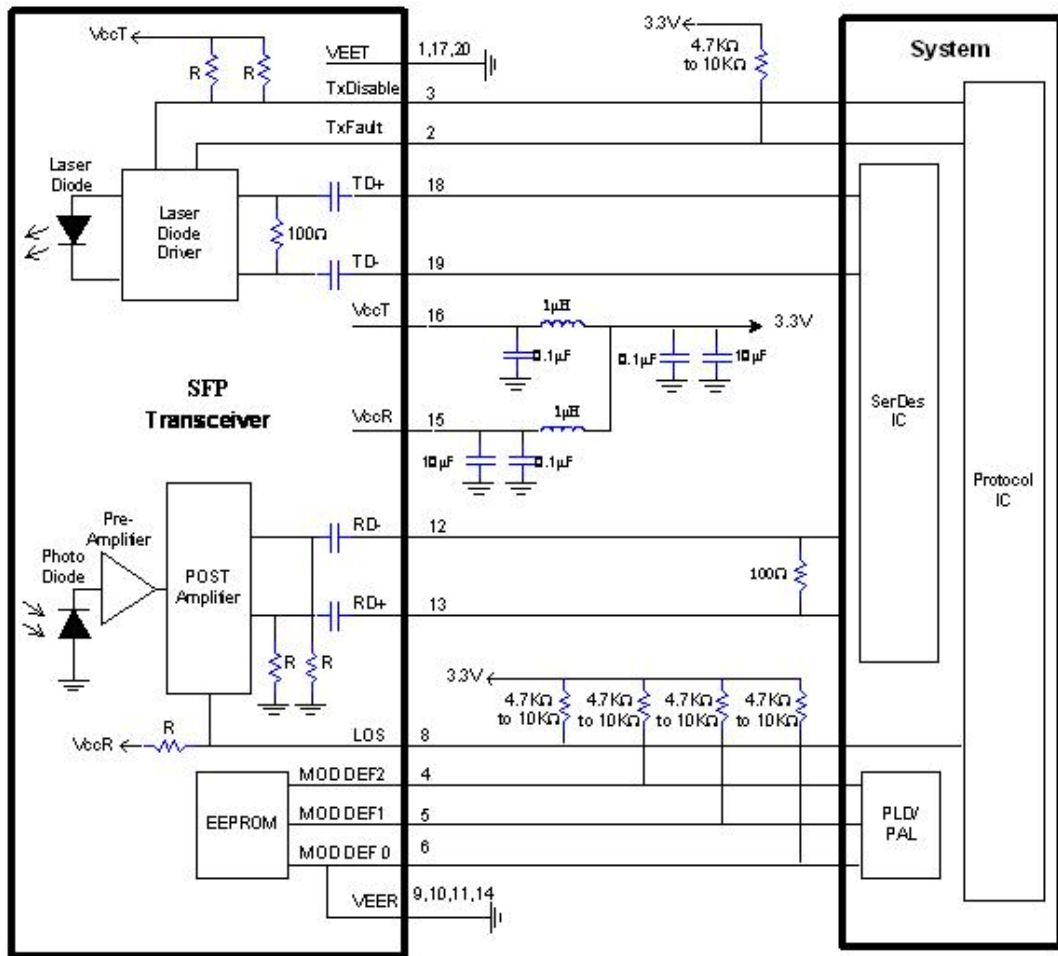 VccT
R
R
VEET
1,17,20
3.3V
4.7KΩ
to 10KΩ
System
TxDisable
3
TxFault
2
Laser
Diode
Laser
Diode
Driver
TD+
18
100Ω
TD-
19
VccT
16
1µH
3.3V
0.1µF
0.1µF
10µF
SFP
Transceiver
VccR
15
1µH
10µF
0.1µF
SerDes
IC
Protocol
IC
Pre-
Amplifier
Photo
Diode
POST
Amplifier
RD-
12
100Ω
RD+
13
R
R
3.3V
4.7KΩ
to 10KΩ
4.7KΩ
to 10KΩ
4.7KΩ
to 10KΩ
4.7KΩ
to 10KΩ
VccR
R
LOS
8
EEPROM
MOD DEF2
4
MOD DEF1
5
MOD DEF 0
6
PLD/
PAL
VEER
9,10,11,14